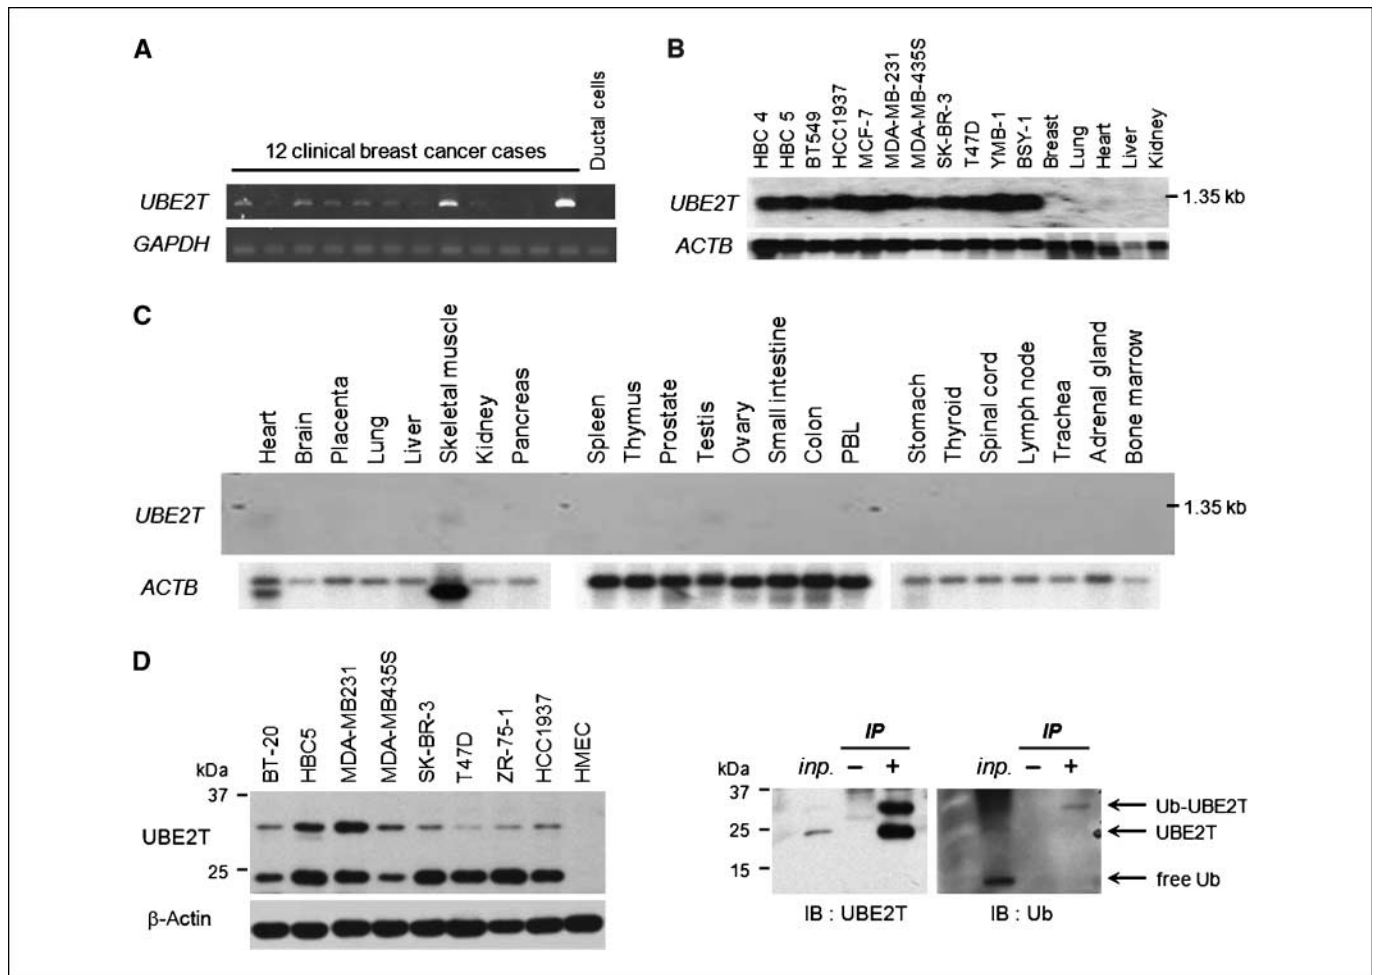 A
12 clinical breast cancer cases
Ductal cells
UBE2T
GAPDH
B
HBC 4
HBC 5
BT549
HCC1937
MCF-7
MDA-MB-231
MDA-MB-435S
SK-BR-3
T47D
YMB-1
BSY-1
Breast
Lung
Heart
Liver
Kidney
UBE2T
1.35 kb
ACTB
C
Heart
Brain
Placenta
Lung
Liver
Skeletal muscle
Kidney
Pancreas
Spleen
Thymus
Prostate
Testis
Ovary
Small intestine
Colon
PBL
Stomach
Thyroid
Spinal cord
Lymph node
Trachea
Adrenal gland
Bone marrow
UBE2T
1.35 kb
ACTB
D
kDa
BT-20
HBC5
MDA-MB231
MDA-MB435S
SK-BR-3
T47D
ZR-75-1
HCC1937
HMEC
37
UBE2T
25
β-Actin
IP
IP
kDa
inp. − +
inp. − +
37
25
15
Ub-UBE2T
UBE2T
free Ub
IB : UBE2T
IB : Ub